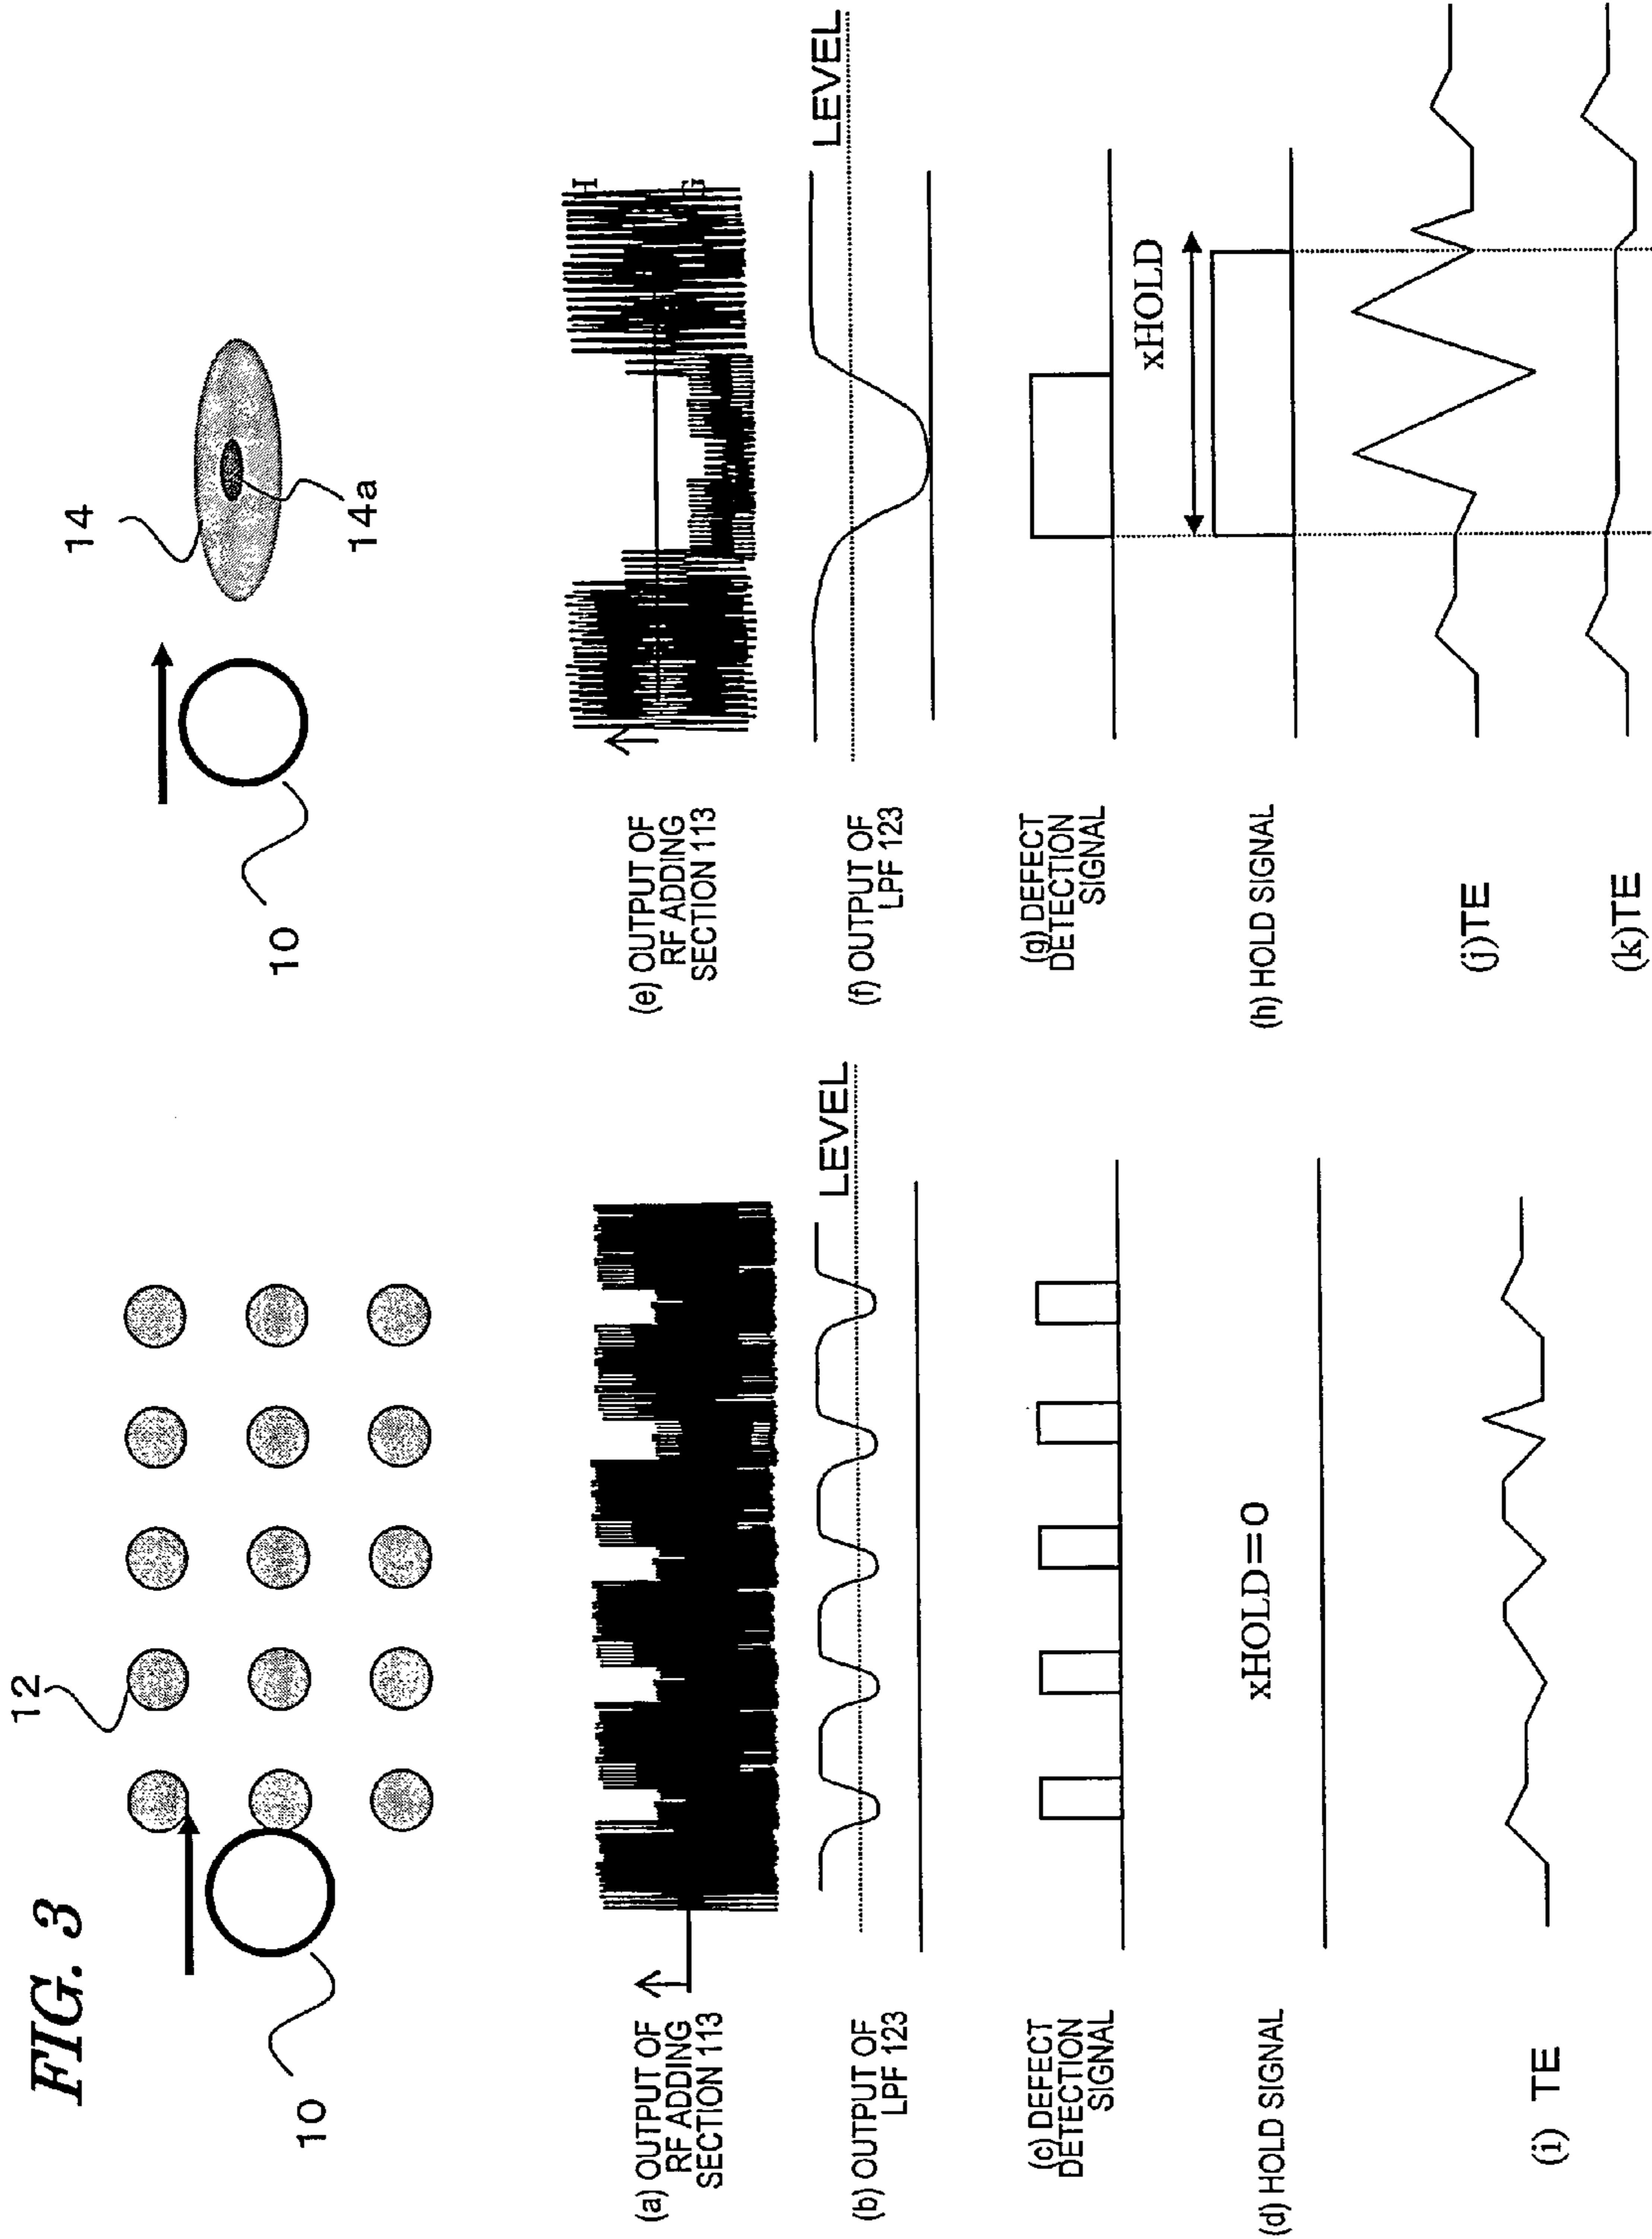 FIG. 3
10
12
(a) OUTPUT OF
RF ADDING
SECTION 113
(b) OUTPUT OF
LPF 123
LEVEL
(c) DEFECT
DETECTION
SIGNAL
(d) HOLD SIGNAL
xHOLD=0
(i) TE
10
14
14a
(e) OUTPUT OF
RF ADDING
SECTION 113
H
G
(f) OUTPUT OF
LPF 123
LEVEL
(g) DEFECT
DETECTION
SIGNAL
(h) HOLD SIGNAL
xHOLD
(j)TE
(k)TE